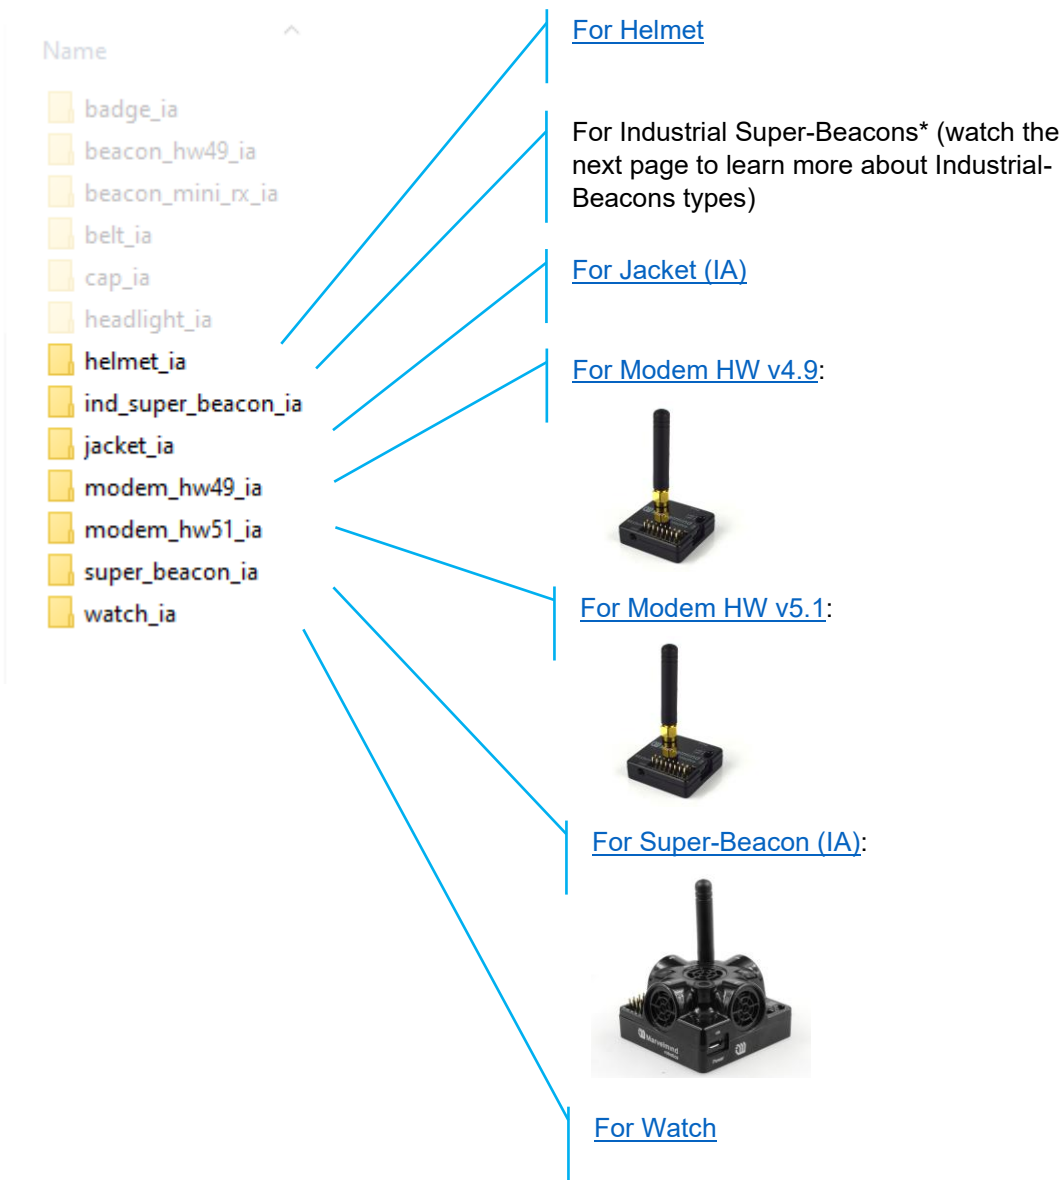 Name
badge_ia
beacon_hw49_ia
beacon_mini_rx_ia
belt_ia
cap_ia
headlight_ia
helmet_ia
ind_super_beacon_ia
jacket_ia
modem_hw49_ia
modem_hw51_ia
super_beacon_ia
watch_ia
For Helmet
For Industrial Super-Beacons* (watch the
next page to learn more about Industrial-
Beacons types)
For Jacket (IA)
For Modem HW v4.9:
For Modem HW v5.1:
For Super-Beacon (IA):
Marvelmind
Power
For Watch